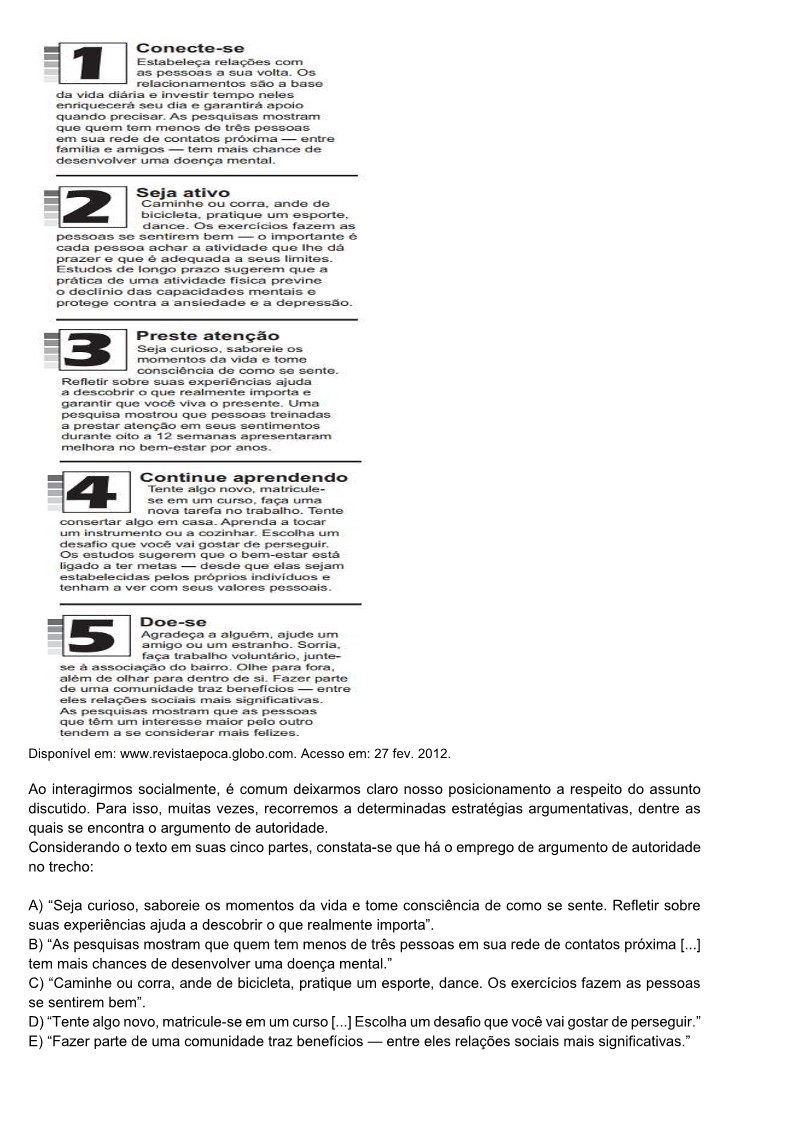 1
Conecte-se
Estabeleça relações com
as pessoas a sua volta. Os
relacionamentos são a base
da vida diária e investir tempo neles
enriquecerá seu dia e garantirá apoio
quando precisar. As pesquisas mostram
que quem tem menos de três pessoas
em sua rede de contatos próxima — entre
família e amigos — tem mais chance de
desenvolver uma doença mental.
2
Seja ativo
Caminhe ou corra, ande de
bicicleta, pratique um esporte,
dance. Os exercícios fazem as
pessoas se sentirem bem — o importante é
cada pessoa achar a atividade que lhe dá
prazer e que é adequada a seus limites.
Estudos de longo prazo sugerem que a
prática de uma atividade física previne
o declínio das capacidades mentais e
protege contra a ansiedade e a depressão.
3
Preste atenção
Seja curioso, saboreie os
momentos da vida e tome
consciência de como se sente.
Refletir sobre suas experiências ajuda
a descobrir o que realmente importa e
garantir que você viva o presente. Uma
pesquisa mostrou que pessoas treinadas
a prestar atenção em seus sentimentos
durante oito a 12 semanas apresentaram
melhora no bem-estar por anos.
4
Continue aprendendo
Tente algo novo, matricule-
se em um curso, faça uma
nova tarefa no trabalho. Tente
consertar algo em casa. Aprenda a tocar
um instrumento ou a cozinhar. Escolha um
desafio que você vai gostar de perseguir.
Os estudos sugerem que o bem-estar está
ligado a ter metas — desde que elas sejam
estabelecidas pelos próprios indivíduos e
tenham a ver com seus valores pessoais.
5
Doe-se
Agradeça a alguém, ajude um
amigo ou um estranho. Sorria,
faça trabalho voluntário, junte-
se à associação do bairro. Olhe para fora,
além de olhar para dentro de si. Fazer parte
de uma comunidade traz benefícios — entre
eles relações sociais mais significativas.
As pesquisas mostram que as pessoas
que têm um interesse maior pelo outro
tendem a se considerar mais felizes.
Disponível em: www.revistaepoca.globo.com. Acesso em: 27 fev. 2012.
Ao interagirmos socialmente, é comum deixarmos claro nosso posicionamento a respeito do assunto
discutido. Para isso, muitas vezes, recorremos a determinadas estratégias argumentativas, dentre as
quais se encontra o argumento de autoridade.
Considerando o texto em suas cinco partes, constata-se que há o emprego de argumento de autoridade
no trecho:
A) “Seja curioso, saboreie os momentos da vida e tome consciência de como se sente. Refletir sobre
suas experiências ajuda a descobrir o que realmente importa”.
B) “As pesquisas mostram que quem tem menos de três pessoas em sua rede de contatos próxima [...]
tem mais chances de desenvolver uma doença mental.”
C) “Caminhe ou corra, ande de bicicleta, pratique um esporte, dance. Os exercícios fazem as pessoas
se sentirem bem”.
D) “Tente algo novo, matricule-se em um curso [...] Escolha um desafio que você vai gostar de perseguir.”
E) “Fazer parte de uma comunidade traz benefícios — entre eles relações sociais mais significativas.”